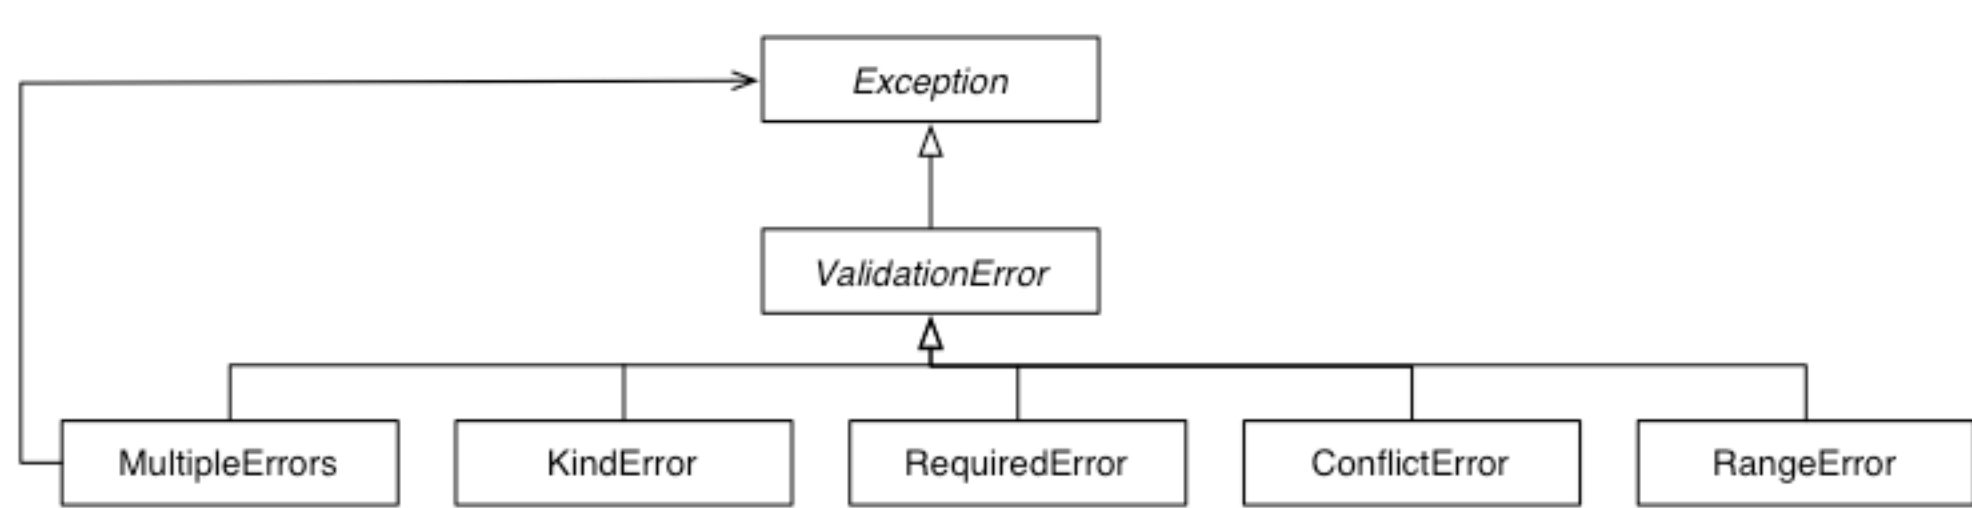 Exception
ValidationError
MultipleErrors
KindError
RequiredError
ConflictError
RangeError